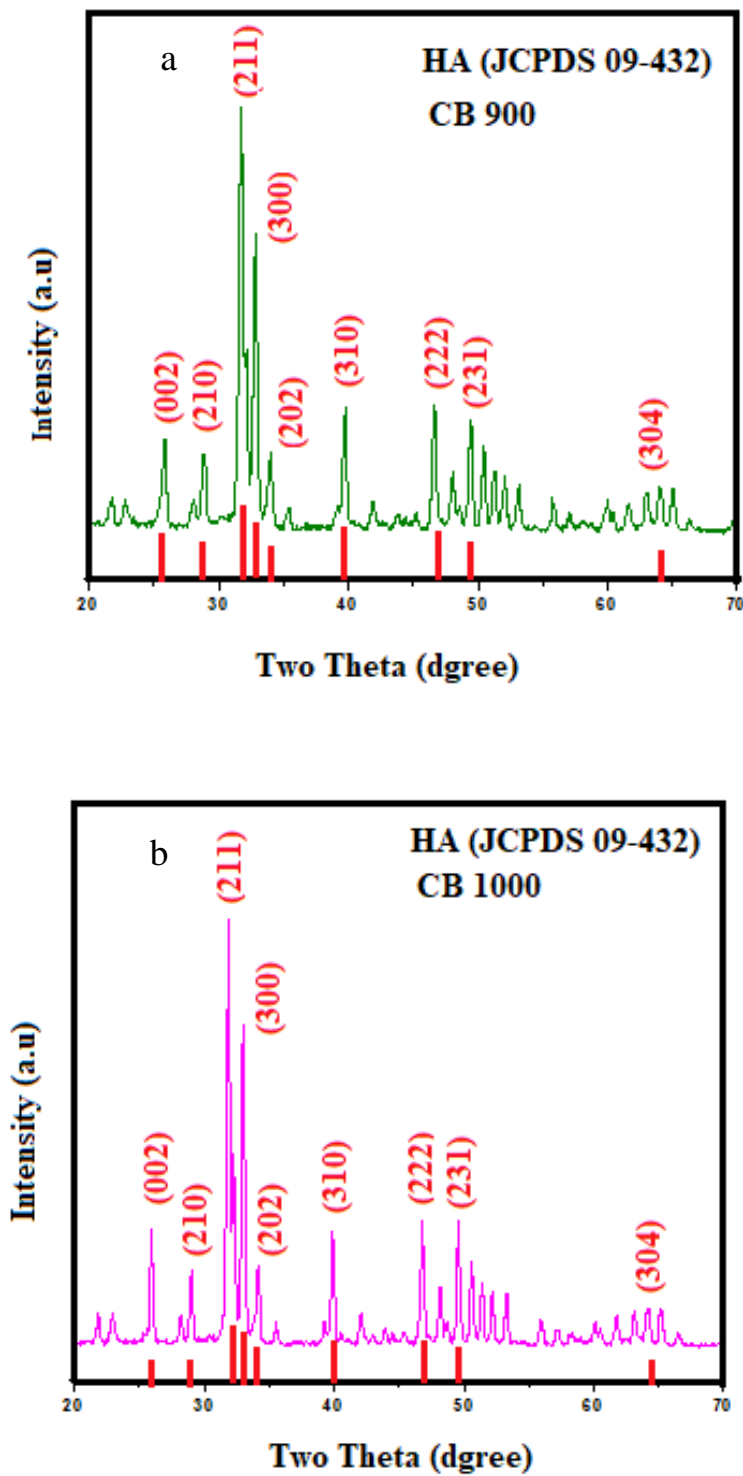 a
HA (JCPDS 09-432)
CB 900
(211)
(300)
(002)
(210)
(202)
(310)
(222)
(231)
(304)
Intensity (a.u)
20 30 40 50 60 70
Two Theta (dgree)
b
HA (JCPDS 09-432)
CB 1000
(211)
(300)
(002)
(210)
(202)
(310)
(222)
(231)
(304)
Intensity (a.u)
20 30 40 50 60 70
Two Theta (dgree)